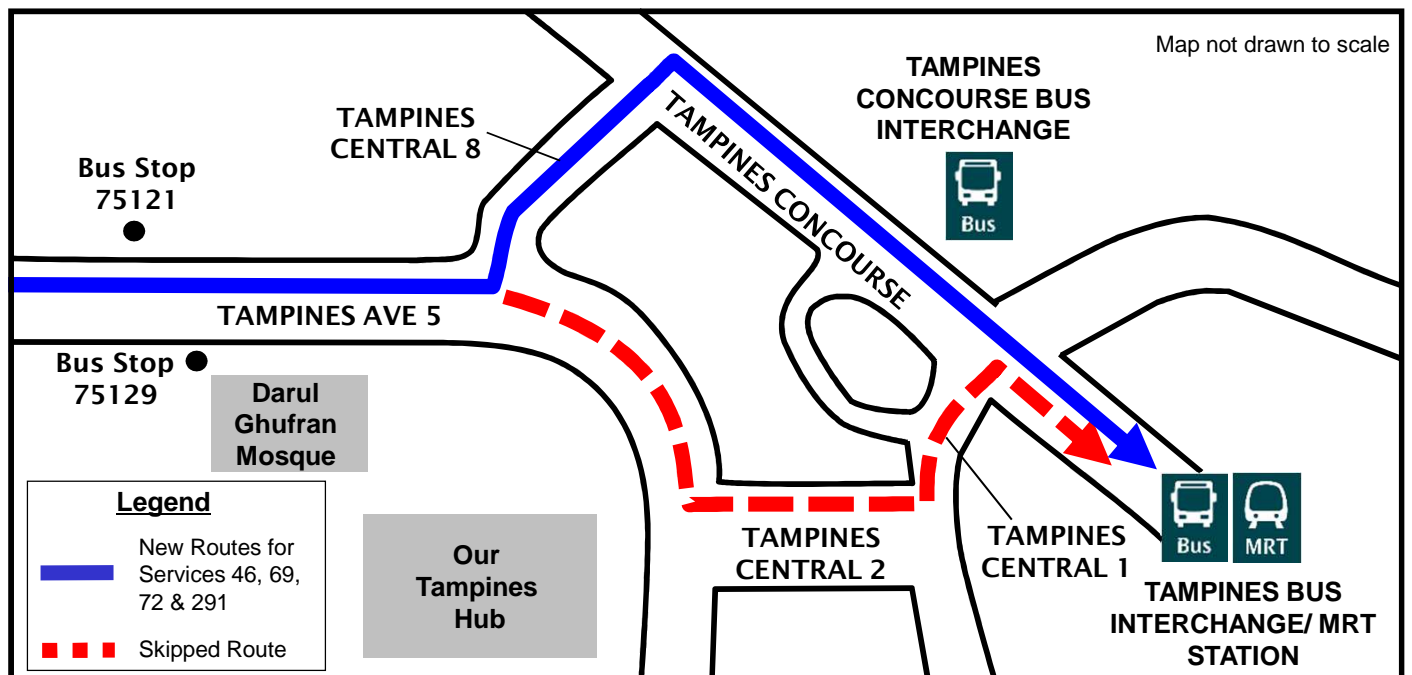 Map not drawn to scale
TAMPINES
CONCOURSE BUS
INTERCHANGE
Bus
TAMPINES
CENTRAL 8
TAMPINES CONCOURSE
Bus Stop
75121
TAMPINES AVE 5
Bus Stop
75129
Darul
Ghufran
Mosque
Legend
New Routes for
Services 46, 69,
72 & 291
Skipped Route
Our
Tampines
Hub
TAMPINES
CENTRAL 2
TAMPINES
CENTRAL 1
Bus
MRT
TAMPINES BUS
INTERCHANGE/ MRT
STATION